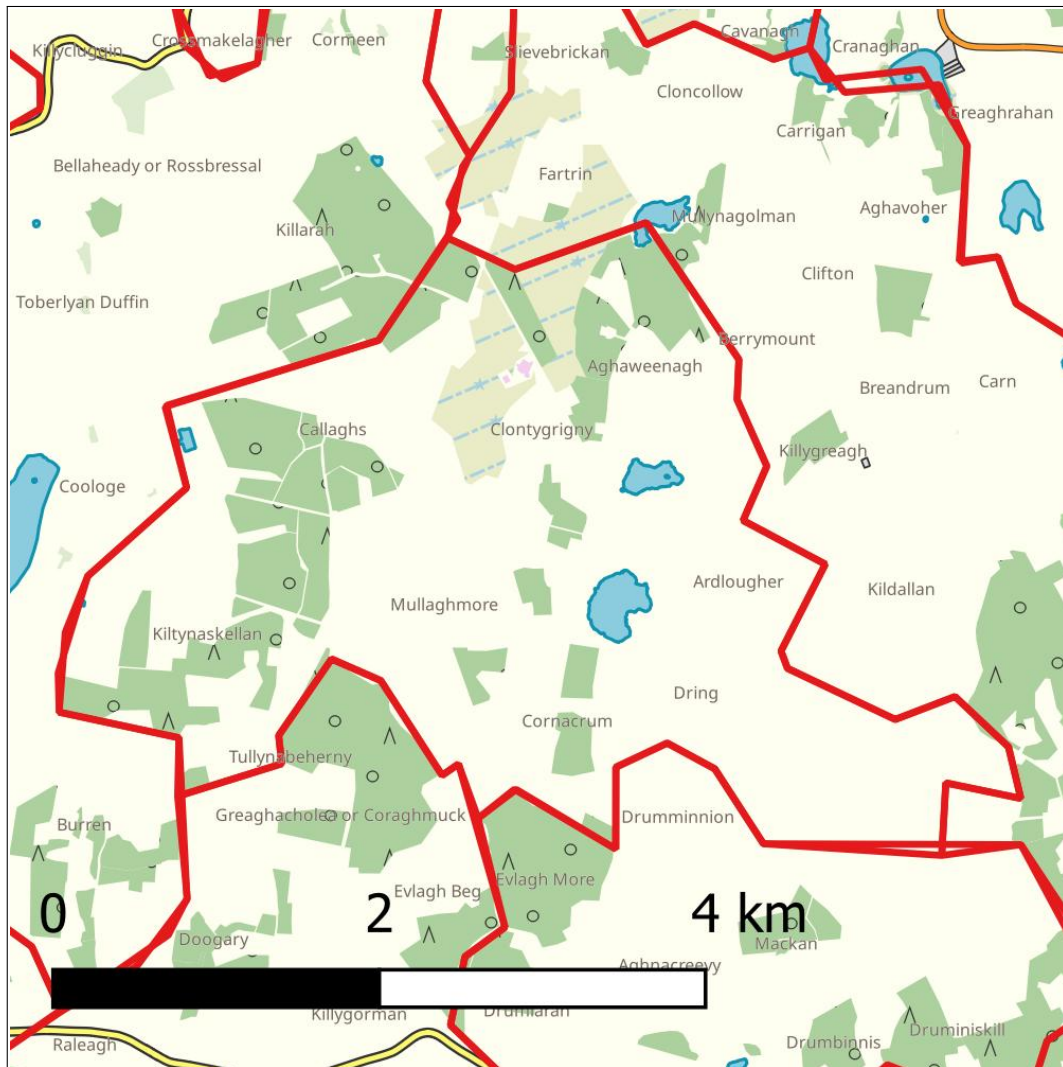 Killycluggin
Crossmakelagher
Cormeen
Slievebrickan
Cavanagh
Cranaghan
Cloncollow
Greaghrahan
Carrigan
Bellaheady or Rossbressal
Fartrin
Killarah
Mullynagolman
Aghavoher
Clifton
Toberlyan Duffin
Berrymount
Aghaweenagh
Breandrum
Carn
Callaghs
Clontygrigny
Killygreagh
Coologe
Ardlougher
Kildallan
Mullaghmore
Kiltynaskellan
Dring
Cornacrum
Tullynabeherny
Greaghacholea or Coraghmuck
Drumminnion
Burren
Evlagh More
Evlagh Beg
0 2 4 km
Doogary
Mackan
Aghnacreevy
Killygorman
Drumlarah
Druminiskill
Raleagh
Drumbinnis